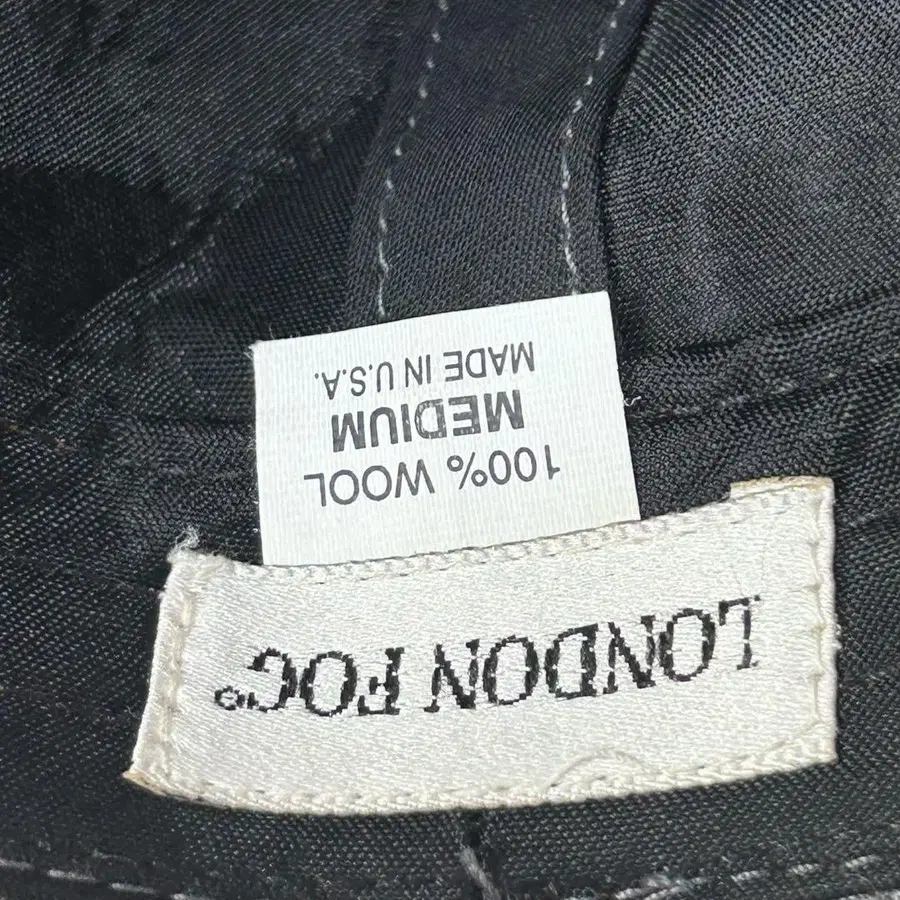 LONDON FOG®
100% WOOL
MEDIUM
MADE IN U.S.A.